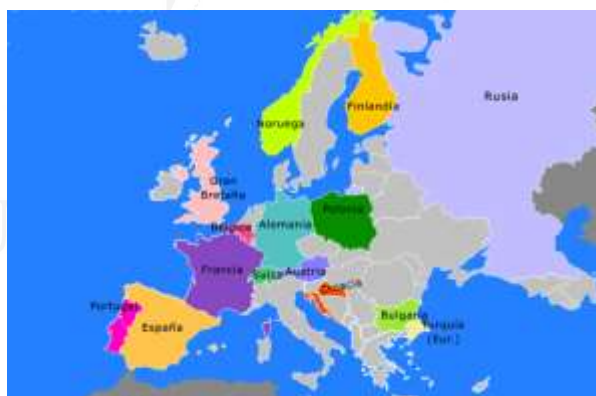 Rusia
Finlandia
Noruega
Gran
Bretaña
Polonia
Bélgica
Alemania
Francia
Suiza
Austria
Croacia
Portugal
España
Bulgaria
Turquía
(Eur.)